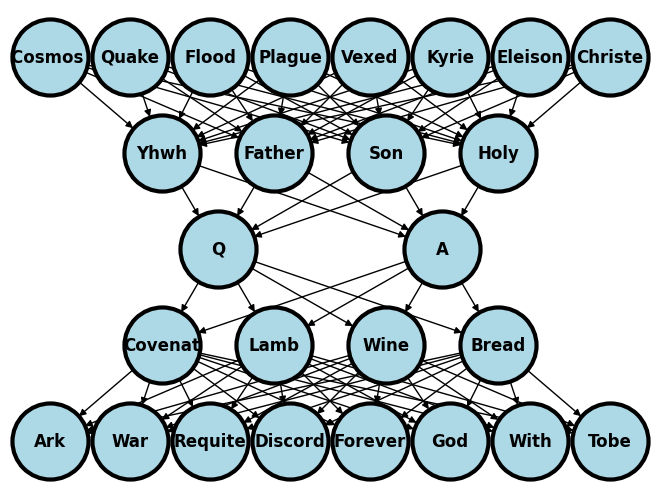 Cosmos Quake Flood Plague Vexed Kyrie Eleison Christe
Yhwh Father Son Holy
Q A
Covenat Lamb Wine Bread
Ark War Requite Discord Forever God With Tobe